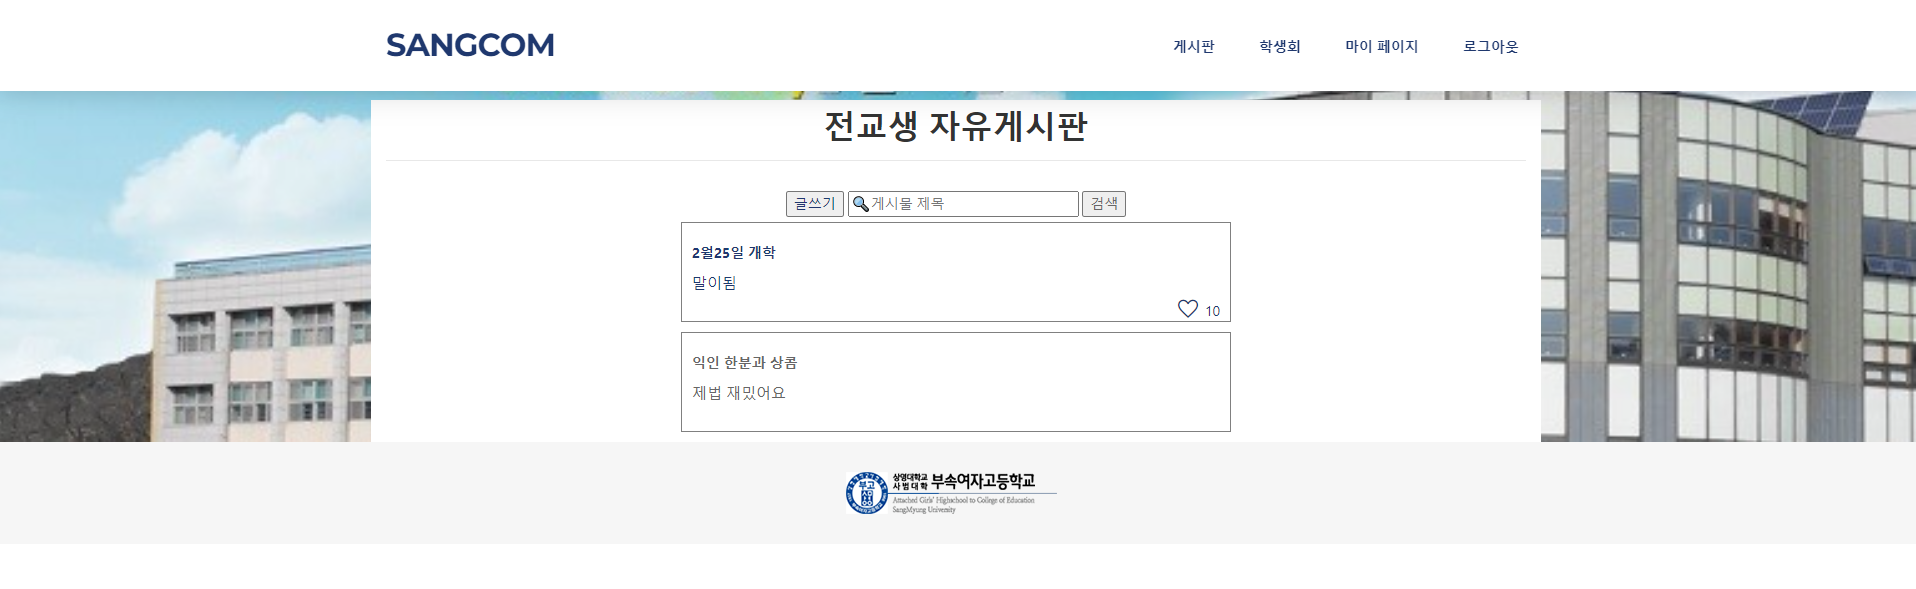 SANGCOM
게시판 학생회 마이 페이지 로그아웃
전교생 자유게시판
글쓰기 게시물 제목 검색
2월25일 개학
말이됨
10
익인 한분과 상콤
제법 재밌어요
상명대학교
사범대학 부속여자고등학교
Attached Girls' Highschool to College of Education
SangMyung University